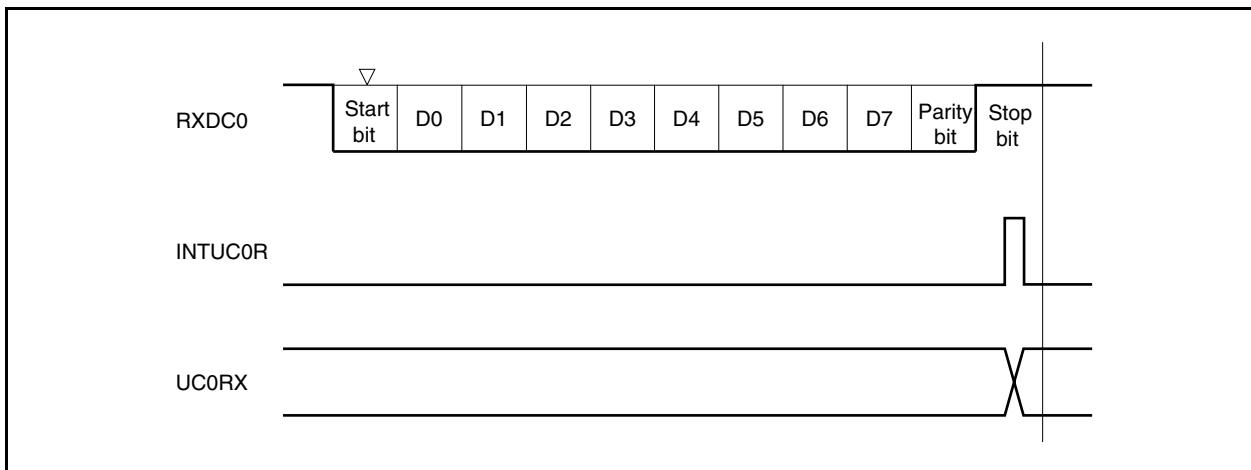 RXDC0
Start
bit
D0
D1
D2
D3
D4
D5
D6
D7
Parity
bit
Stop
bit
INTUC0R
UC0RX